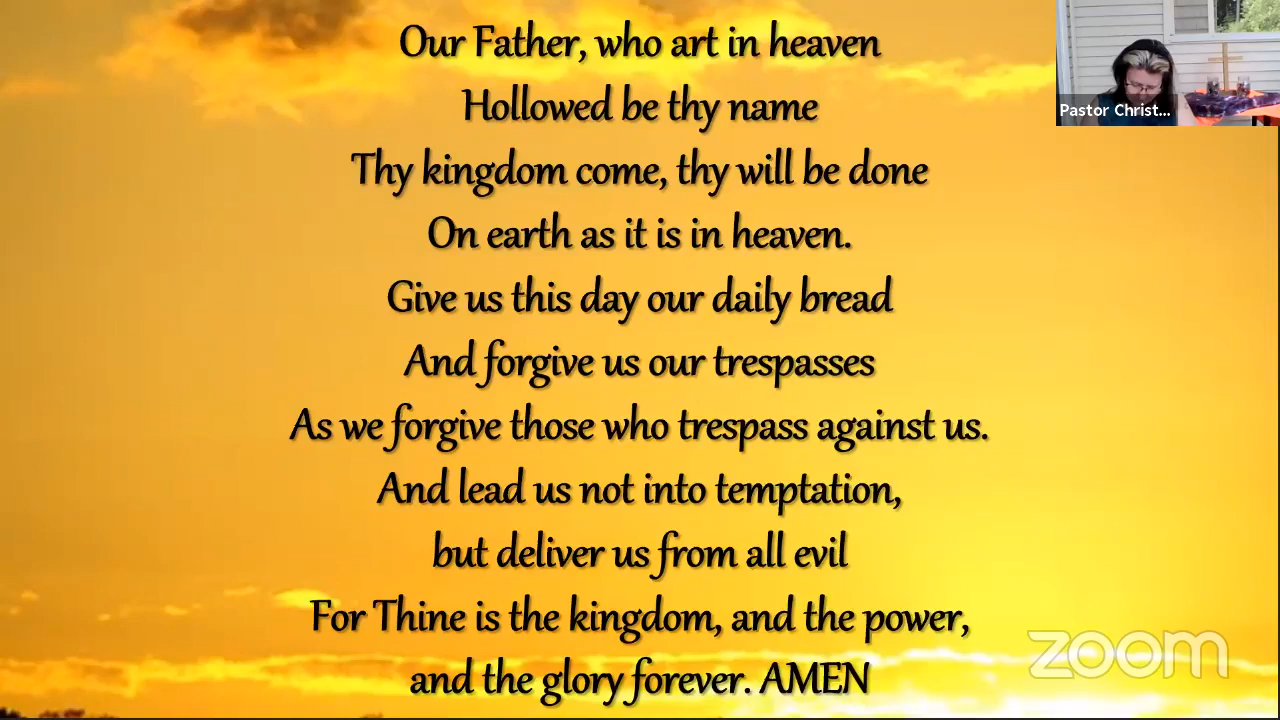 Our Father, who art in heaven
Hollowed be thy name
Thy kingdom come, thy will be done
On earth as it is in heaven.
Give us this day our daily bread
And forgive us our trespasses
As we forgive those who trespass against us.
And lead us not into temptation,
but deliver us from all evil
For Thine is the kingdom, and the power,
and the glory forever. AMEN
Pastor Christ...
zoom